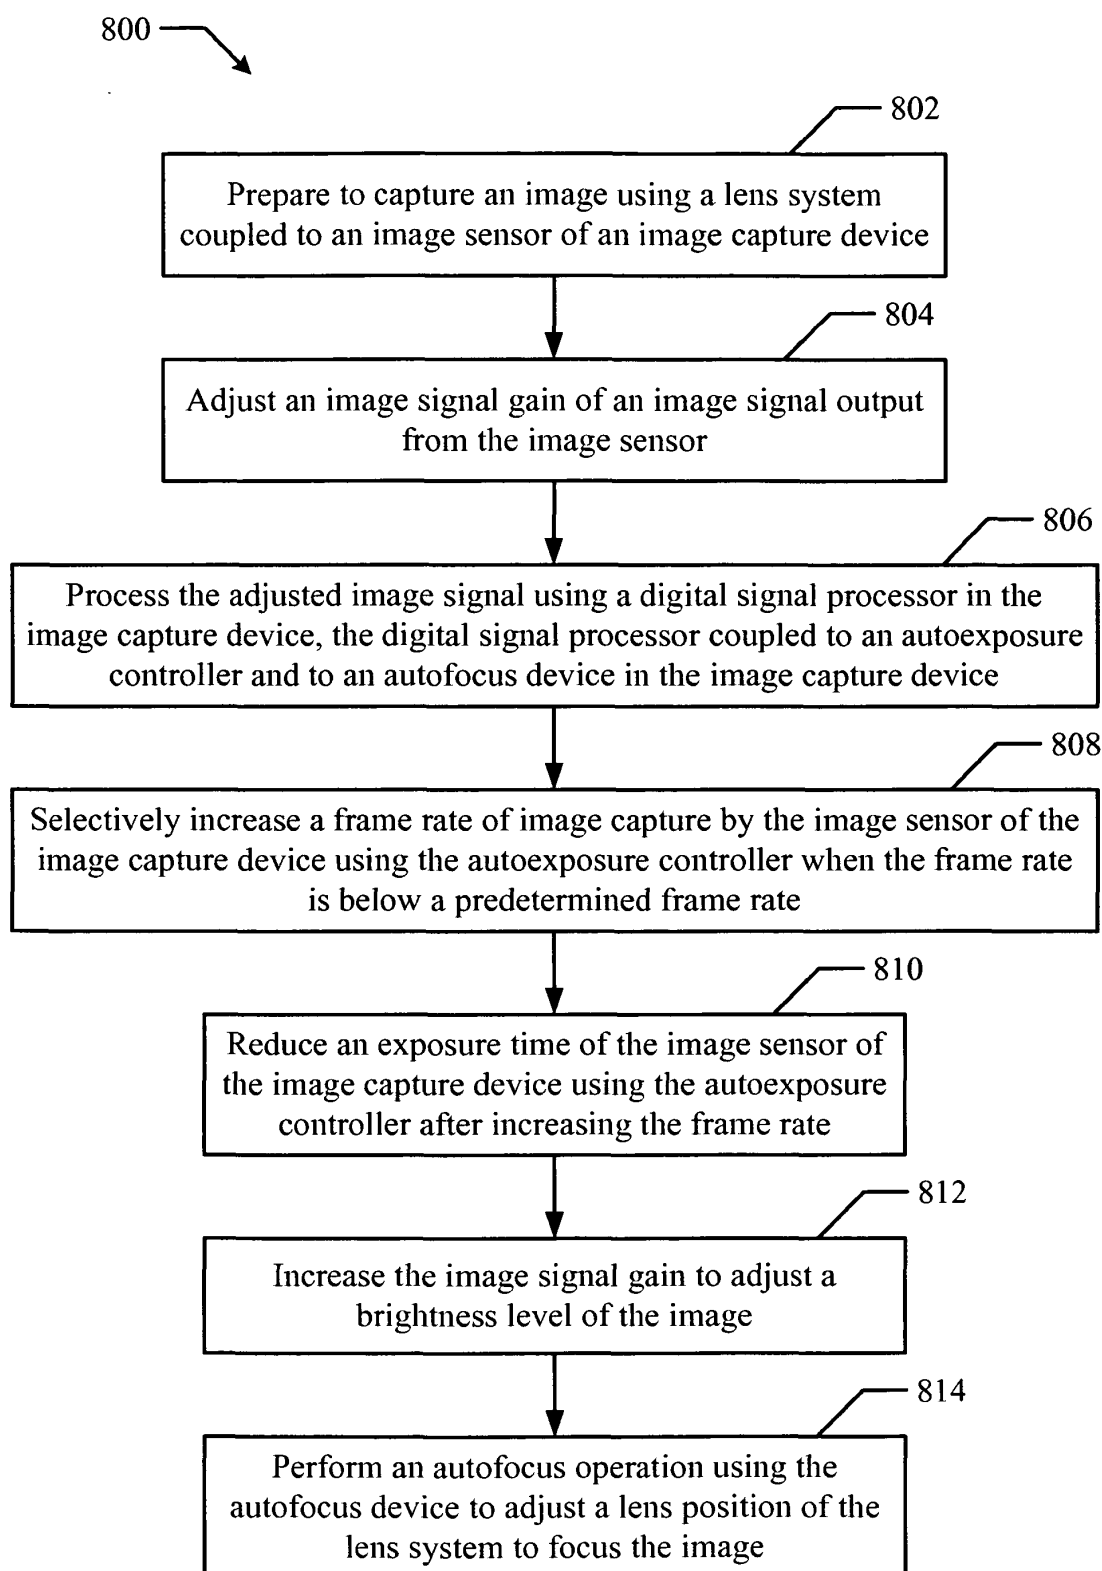 800
802
Prepare to capture an image using a lens system
coupled to an image sensor of an image capture device
804
Adjust an image signal gain of an image signal output
from the image sensor
806
Process the adjusted image signal using a digital signal processor in the
image capture device, the digital signal processor coupled to an autoexposure
controller and to an autofocus device in the image capture device
808
Selectively increase a frame rate of image capture by the image sensor of the
image capture device using the autoexposure controller when the frame rate
is below a predetermined frame rate
810
Reduce an exposure time of the image sensor of
the image capture device using the autoexposure
controller after increasing the frame rate
812
Increase the image signal gain to adjust a
brightness level of the image
814
Perform an autofocus operation using the
autofocus device to adjust a lens position of the
lens system to focus the image